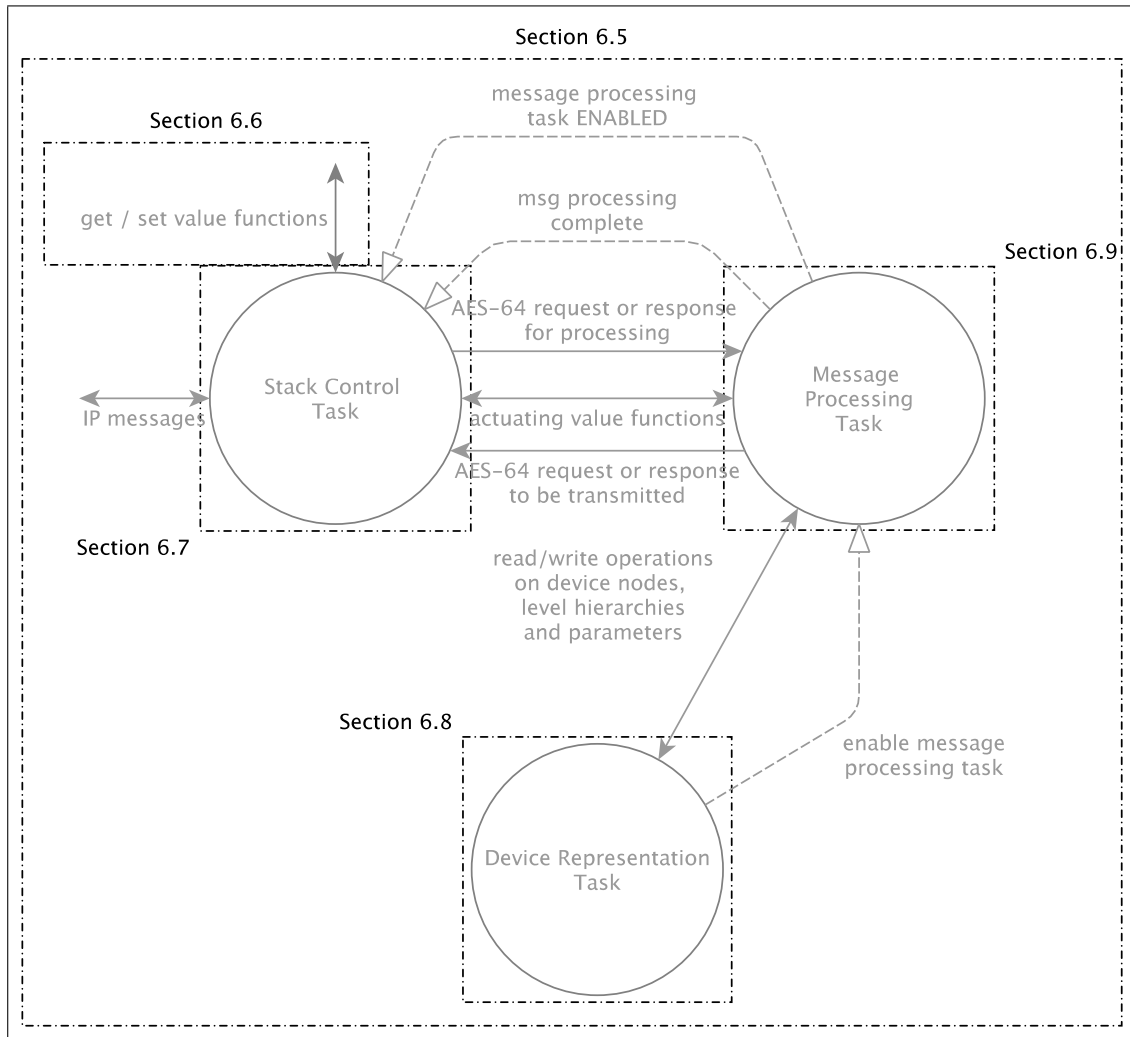 Section 6.5
message processing
task ENABLED
Section 6.6
msg processing
complete
get / set value functions
Section 6.9
AES-64 request or response
for processing
Stack Control
Task
Message
Processing
Task
IP messages
actuating value functions
AES-64 request or response
to be transmitted
Section 6.7
read/write operations
on device nodes,
level hierarchies
and parameters
Section 6.8
enable message
processing task
Device Representation
Task